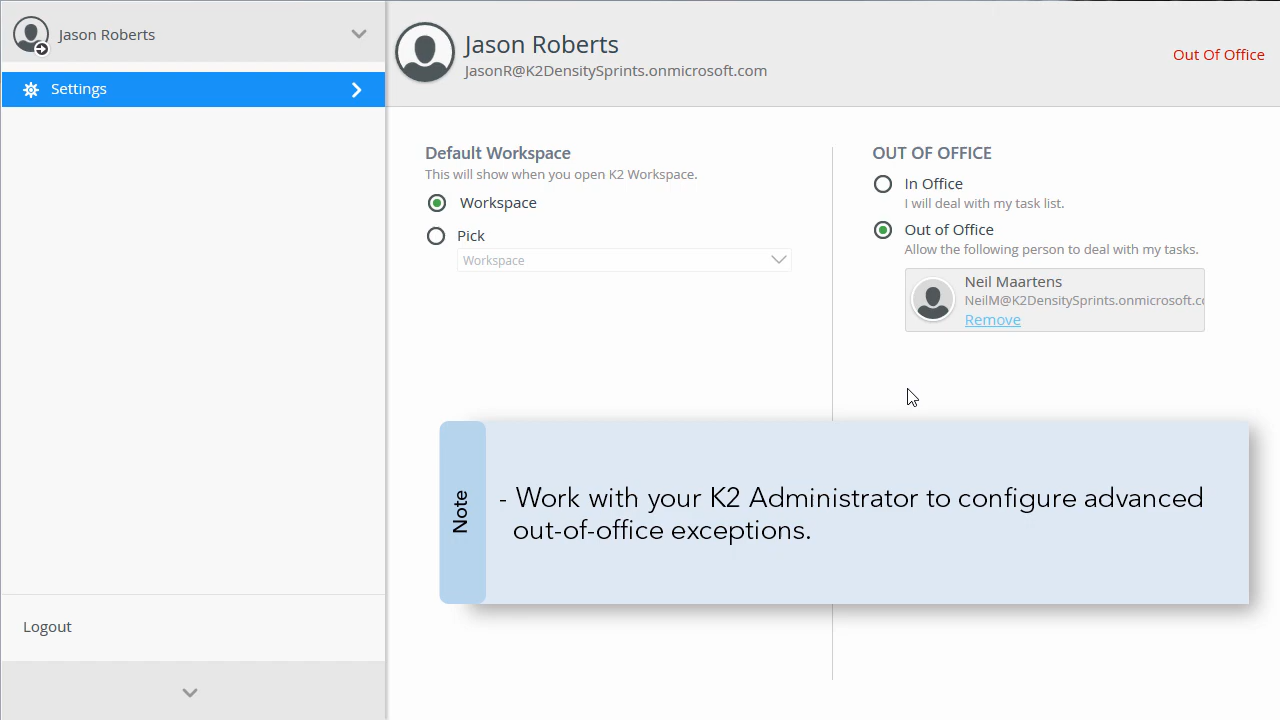 Jason Roberts
Settings
Logout
Jason Roberts
JasonR@K2DensitySprints.onmicrosoft.com
Out Of Office
Default Workspace
This will show when you open K2 Workspace.
Workspace
Pick
Workspace
OUT OF OFFICE
In Office
I will deal with my task list.
Out of Office
Allow the following person to deal with my tasks.
Neil Maartens
NeilM@K2DensitySprints.onmicrosoft.c
Remove
Note
- Work with your K2 Administrator to configure advanced
out-of-office exceptions.